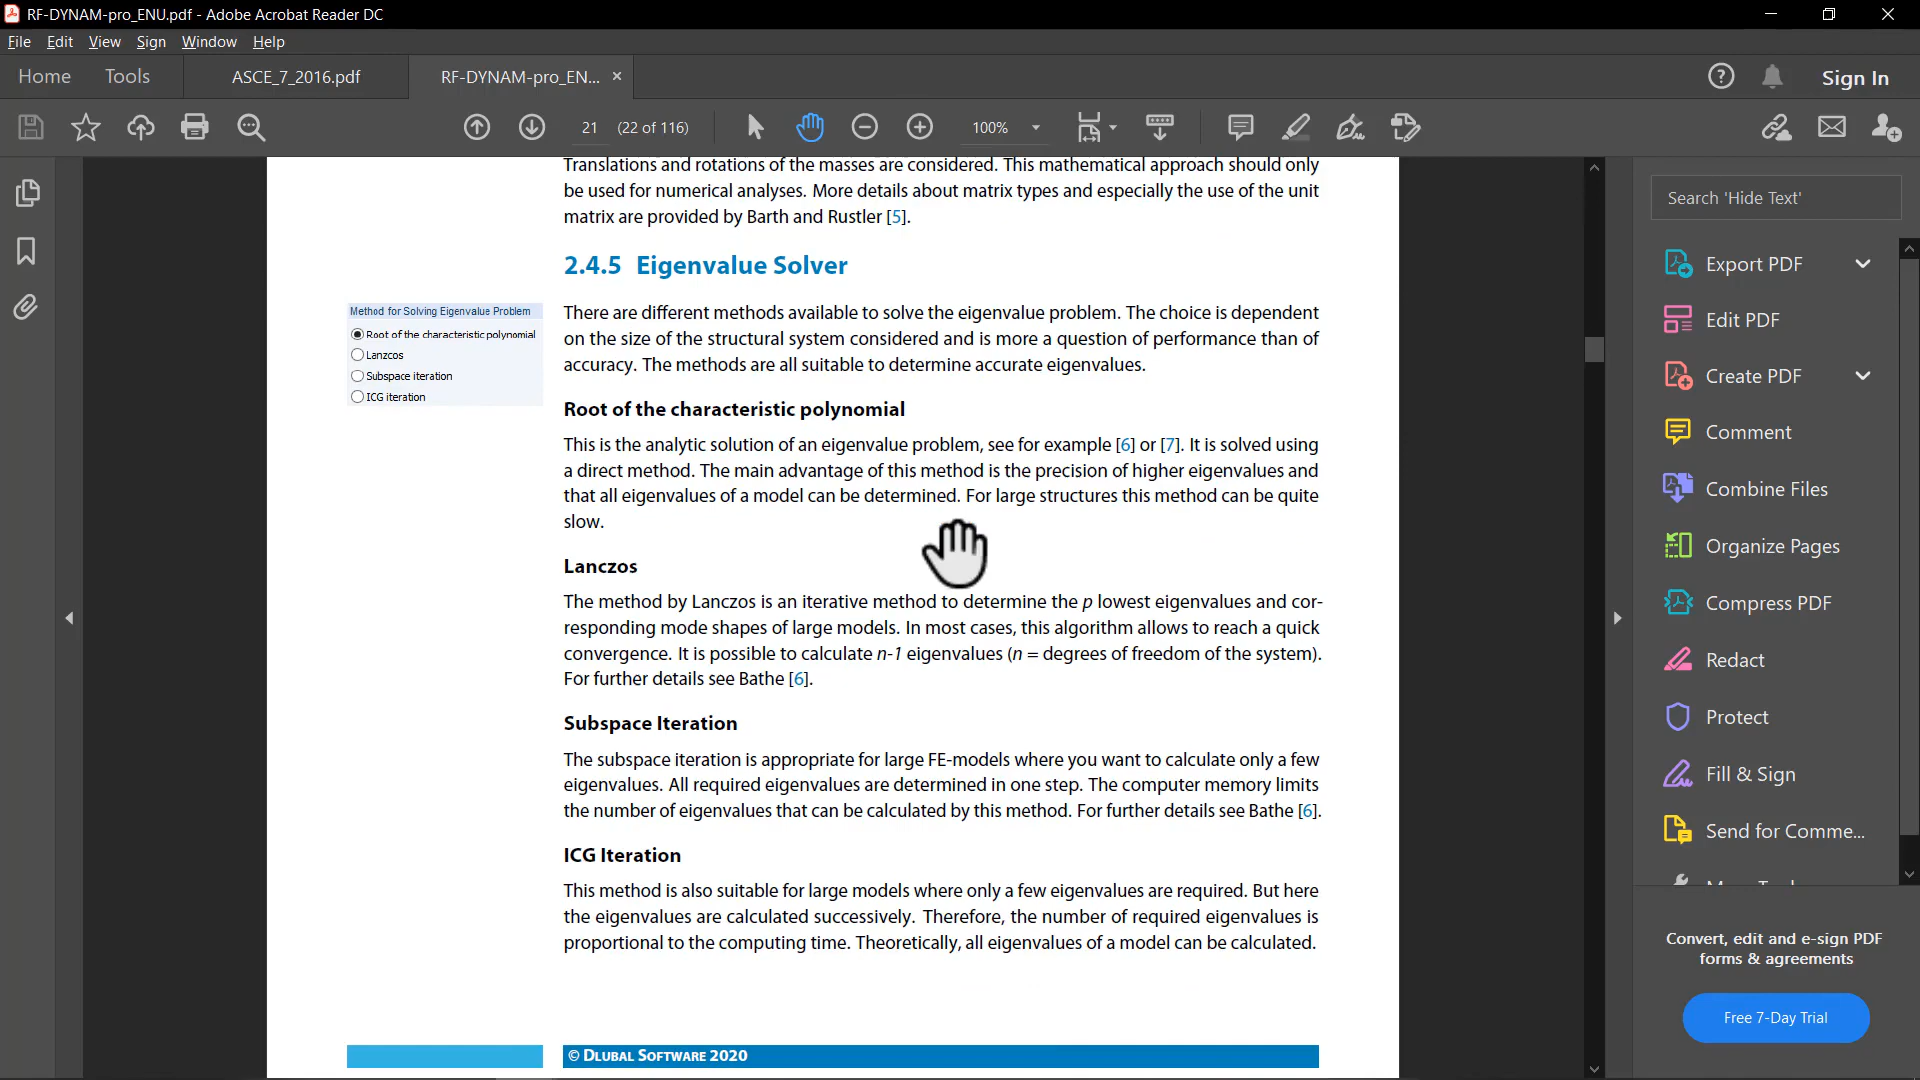 RF-DYNAM-pro_ENU.pdf - Adobe Acrobat Reader DC
File Edit View Sign Window Help
Home Tools ASCE_7_2016.pdf RF-DYNAM-pro_EN... × Sign In
21 (22 of 116) 100%
Translations and rotations of the masses are considered. This mathematical approach should only
be used for numerical analyses. More details about matrix types and especially the use of the unit
matrix are provided by Barth and Rustler [5].
2.4.5 Eigenvalue Solver
Method for Solving Eigenvalue Problem
Root of the characteristic polynomial
Lanzcos
Subspace iteration
ICG iteration
There are different methods available to solve the eigenvalue problem. The choice is dependent
on the size of the structural system considered and is more a question of performance than of
accuracy. The methods are all suitable to determine accurate eigenvalues.
Root of the characteristic polynomial
This is the analytic solution of an eigenvalue problem, see for example [6] or [7]. It is solved using
a direct method. The main advantage of this method is the precision of higher eigenvalues and
that all eigenvalues of a model can be determined. For large structures this method can be quite
slow.
Lanczos
The method by Lanczos is an iterative method to determine the p lowest eigenvalues and cor-
responding mode shapes of large models. In most cases, this algorithm allows to reach a quick
convergence. It is possible to calculate n-1 eigenvalues (n = degrees of freedom of the system).
For further details see Bathe [6].
Subspace Iteration
The subspace iteration is appropriate for large FE-models where you want to calculate only a few
eigenvalues. All required eigenvalues are determined in one step. The computer memory limits
the number of eigenvalues that can be calculated by this method. For further details see Bathe [6].
ICG Iteration
This method is also suitable for large models where only a few eigenvalues are required. But here
the eigenvalues are calculated successively. Therefore, the number of required eigenvalues is
proportional to the computing time. Theoretically, all eigenvalues of a model can be calculated.
© DLUBAL SOFTWARE 2020
Search 'Hide Text'
Export PDF
Edit PDF
Create PDF
Comment
Combine Files
Organize Pages
Compress PDF
Redact
Protect
Fill & Sign
Send for Comme...
Convert, edit and e-sign PDF
forms & agreements
Free 7-Day Trial